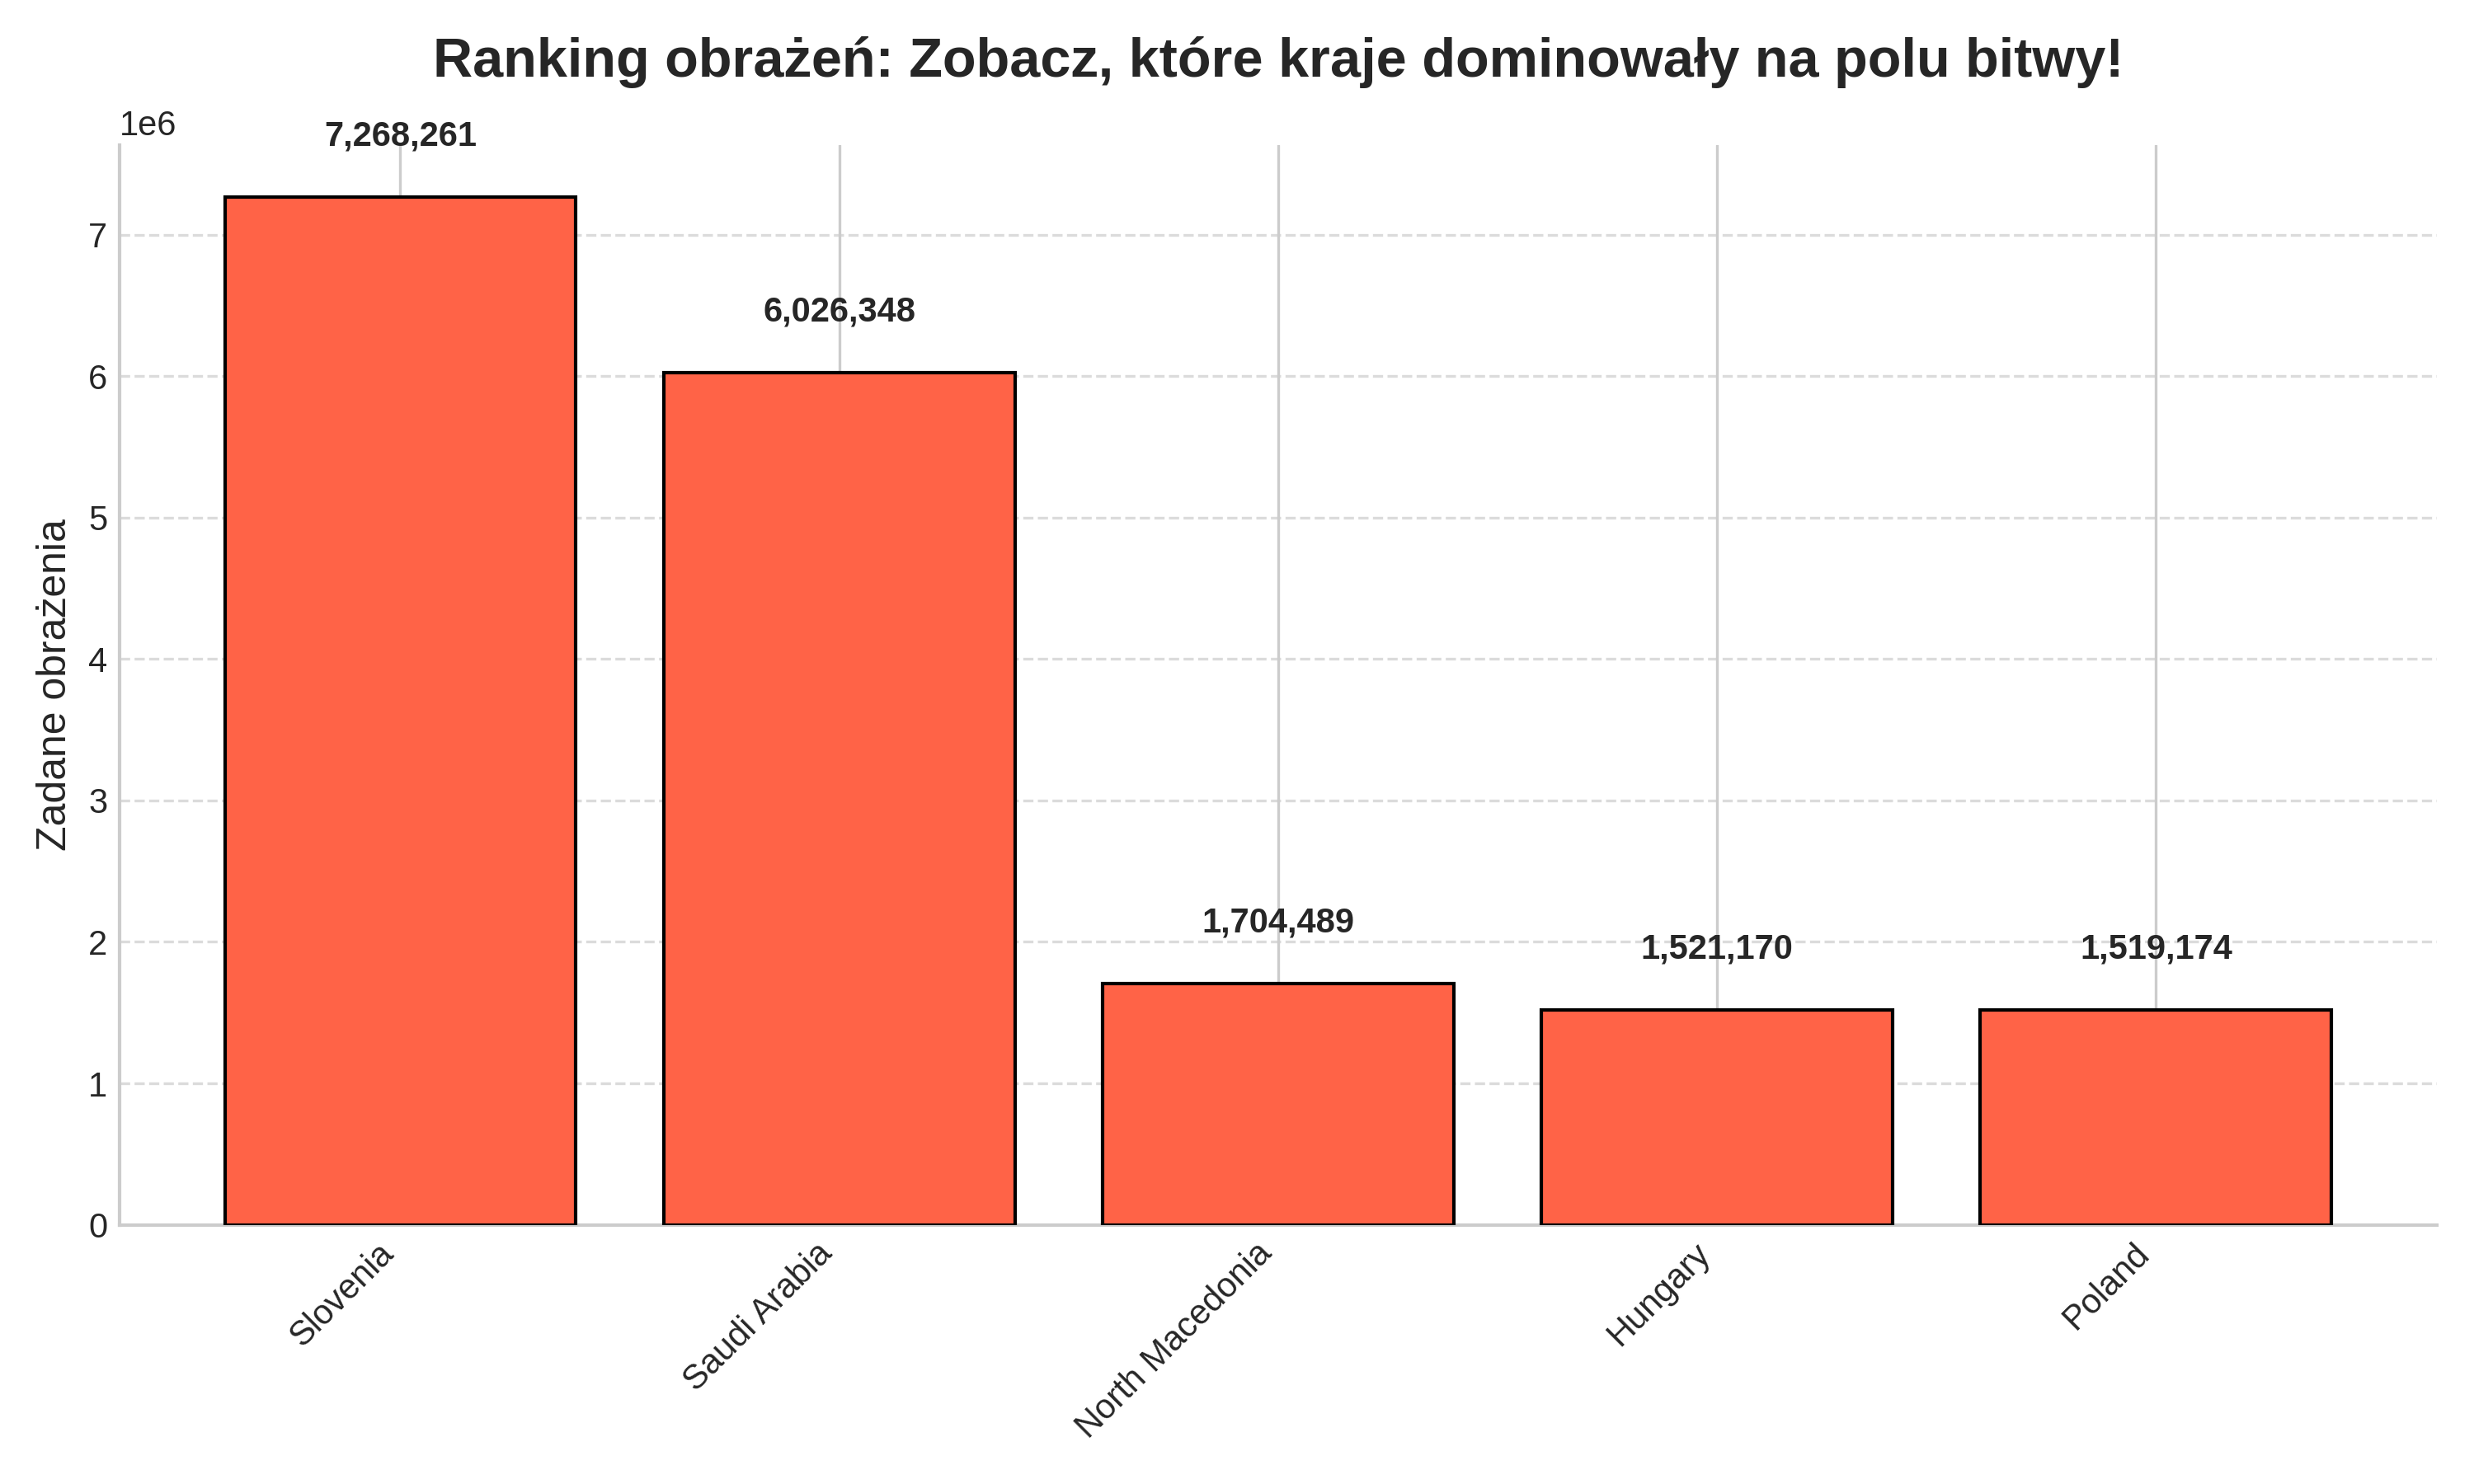 Ranking obrażeń: Zobacz, które kraje dominowały na polu bitwy!
1e6
7,268,261
6,026,348
1,704,489
1,521,170
1,519,174
Zadane obrażenia
7
6
5
4
3
2
1
0
Slovenia
Saudi Arabia
North Macedonia
Hungary
Poland